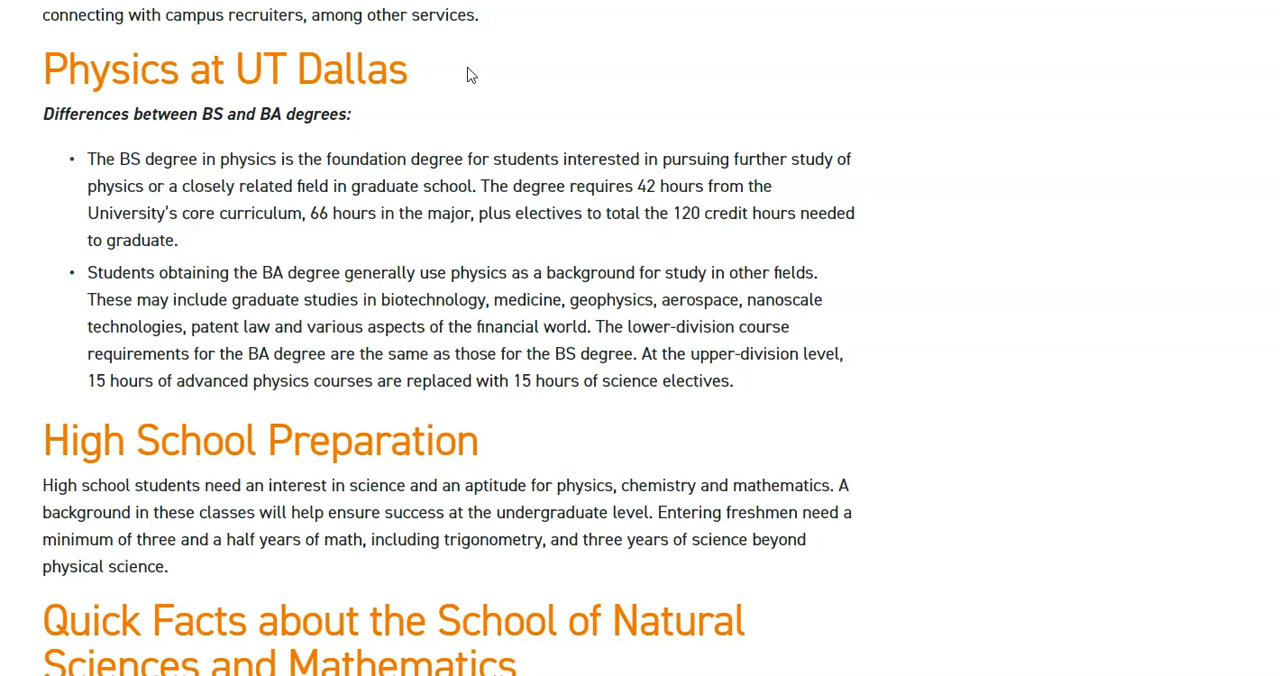 connecting with campus recruiters, among other services.
Physics at UT Dallas
Differences between BS and BA degrees:
• The BS degree in physics is the foundation degree for students interested in pursuing further study of
physics or a closely related field in graduate school. The degree requires 42 hours from the
University’s core curriculum, 66 hours in the major, plus electives to total the 120 credit hours needed
to graduate.
• Students obtaining the BA degree generally use physics as a background for study in other fields.
These may include graduate studies in biotechnology, medicine, geophysics, aerospace, nanoscale
technologies, patent law and various aspects of the financial world. The lower-division course
requirements for the BA degree are the same as those for the BS degree. At the upper-division level,
15 hours of advanced physics courses are replaced with 15 hours of science electives.
High School Preparation
High school students need an interest in science and an aptitude for physics, chemistry and mathematics. A
background in these classes will help ensure success at the undergraduate level. Entering freshmen need a
minimum of three and a half years of math, including trigonometry, and three years of science beyond
physical science.
Quick Facts about the School of Natural
Sciences and Mathematics